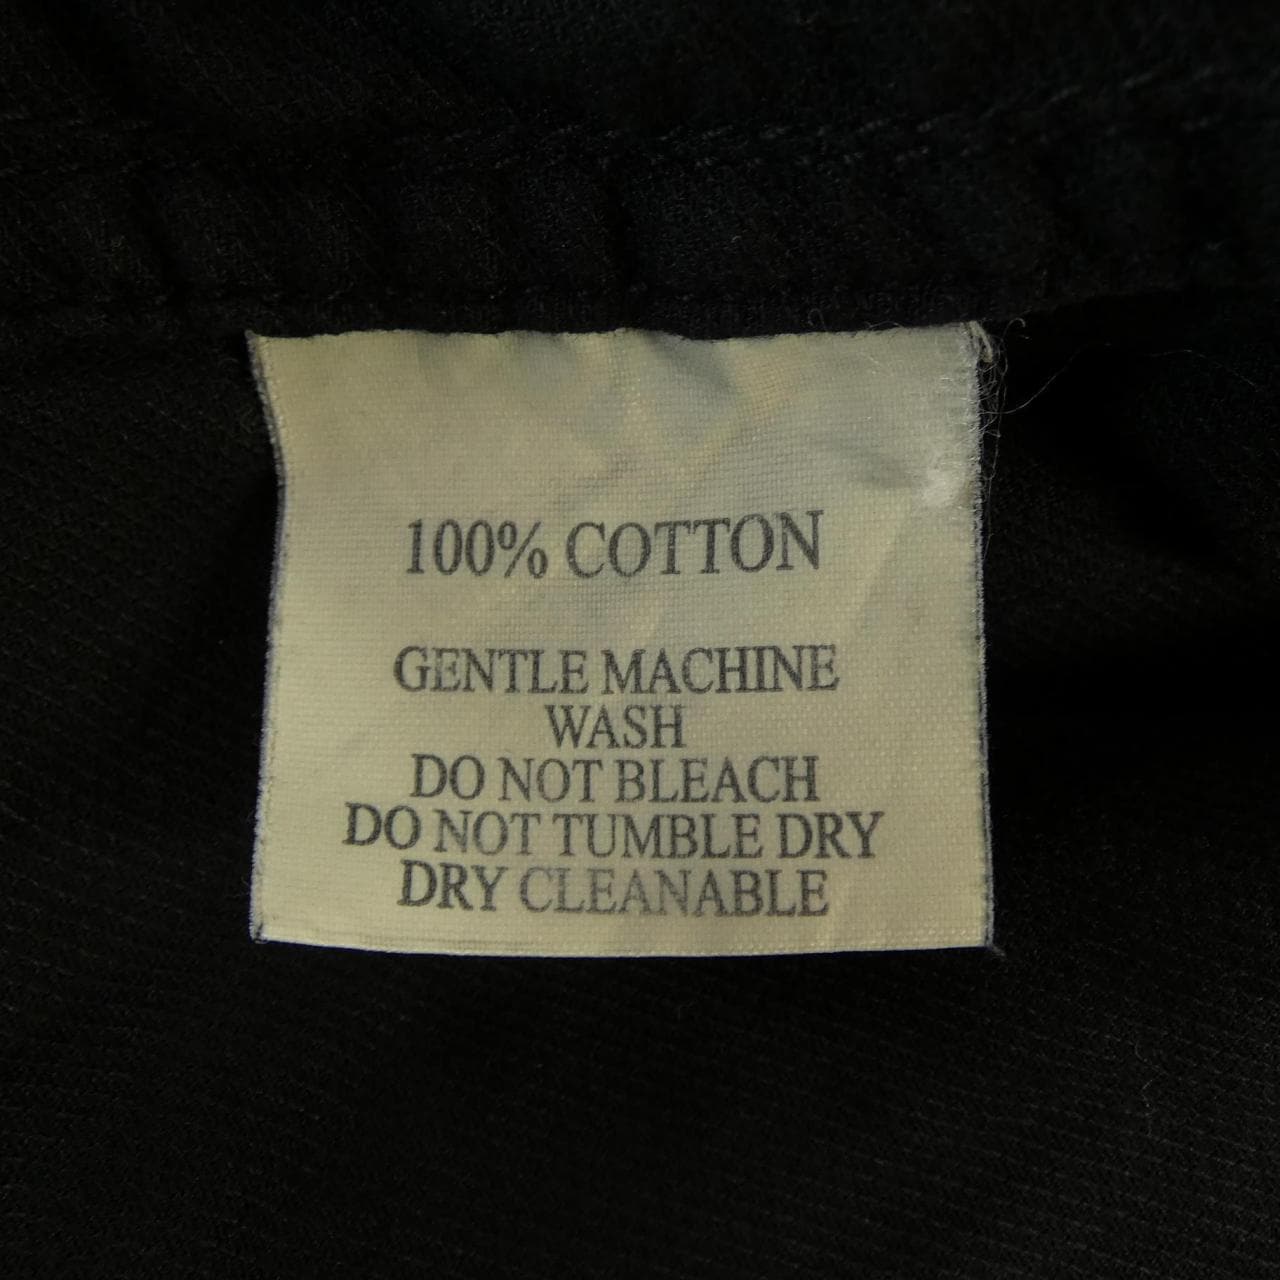 100% COTTON
GENTLE MACHINE
WASH
DO NOT BLEACH
DO NOT TUMBLE DRY
DRY CLEANABLE